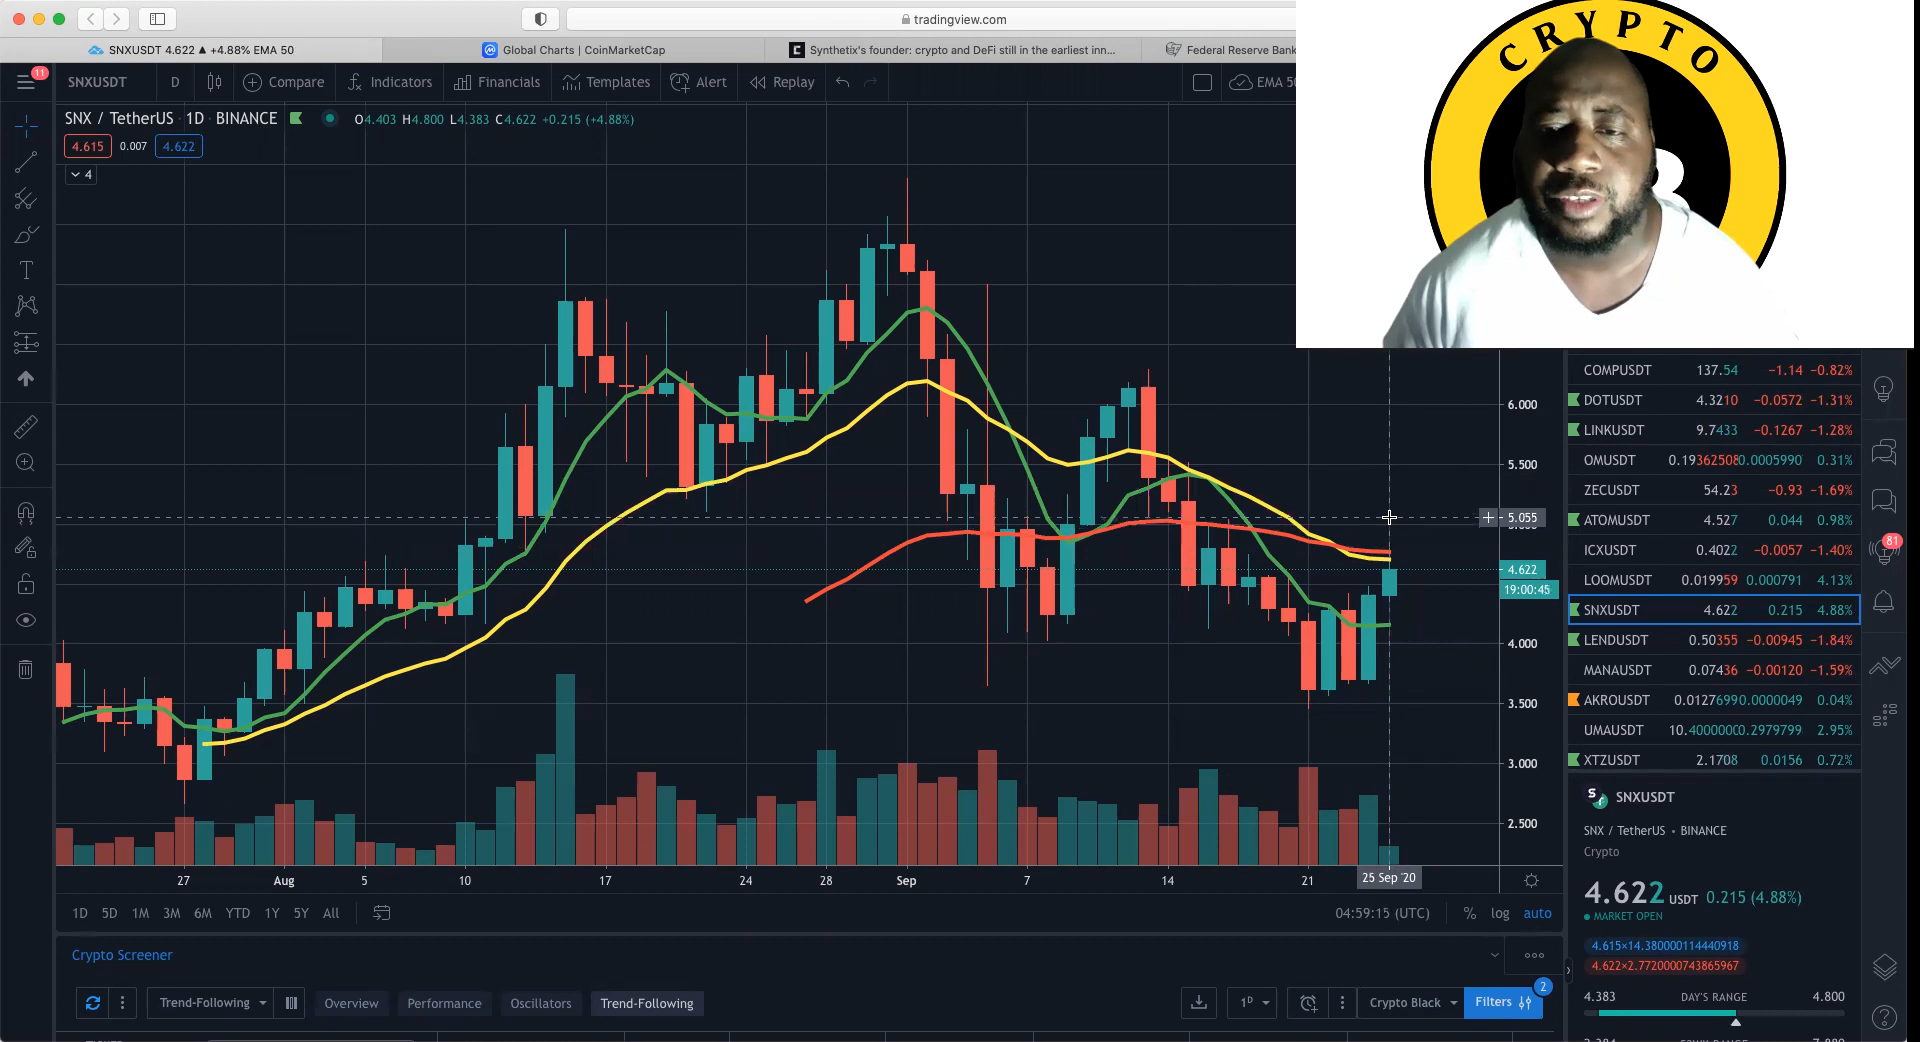 tradingview.com
SNXUSDT 4.622 ▲ +4.88% EMA 50
Global Charts | CoinMarketCap
Synthetix's founder: crypto and DeFi still in the earliest inn...
Federal Reserve Bank
CRYPTO
11
SNXUSDT D Compare Indicators Financials Templates Alert Replay EMA 50
SNX / TetherUS · 1D · BINANCE O4.403 H4.800 L4.383 C4.622 +0.215 (+4.88%)
4.615 0.007 4.622
4
6.000
5.500
5.055
4.622
19:00:45
4.000
3.500
3.000
2.500
27 Aug 5 10 17 24 28 Sep 7 14 21 25 Sep '20
1D 5D 1M 3M 6M YTD 1Y 5Y All
04:59:15 (UTC) % log auto
Crypto Screener
Trend-Following Overview Performance Oscillators Trend-Following
1D Crypto Black Filters 2
COMPUSDT 137.54 −1.14 −0.82%
DOTUSDT 4.3210 −0.0572 −1.31%
LINKUSDT 9.7433 −0.1267 −1.28%
OMUSDT 0.19362508 0.0005990 0.31%
ZECUSDT 54.23 −0.93 −1.69%
ATOMUSDT 4.527 0.044 0.98%
ICXUSDT 0.4022 −0.0057 −1.40%
LOOMUSDT 0.019959 0.000791 4.13%
SNXUSDT 4.622 0.215 4.88%
LENDUSDT 0.50355 −0.00945 −1.84%
MANAUSDT 0.07436 −0.00120 −1.59%
AKROUSDT 0.0127699 0.0000049 0.04%
UMAUSDT 10.400000 0.2979799 2.95%
XTZUSDT 2.1708 0.0156 0.72%
81
SNXUSDT
SNX / TetherUS • BINANCE
Crypto
4.622 USDT 0.215 (4.88%)
MARKET OPEN
4.615×14.380000114440918
4.622×2.7720000743865967
4.383 DAY'S RANGE 4.800